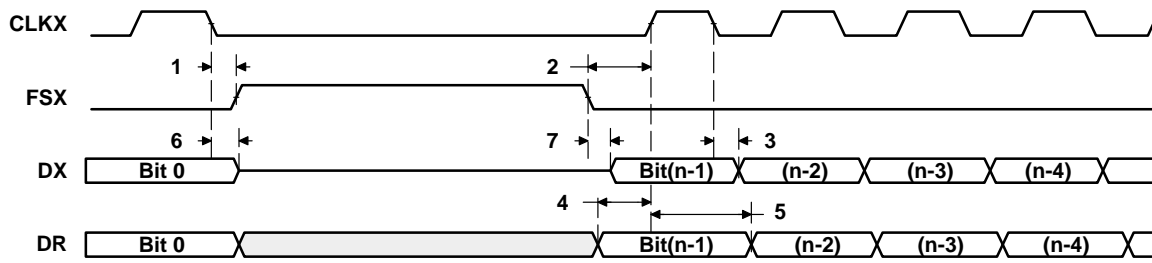 CLKX
1 2
FSX
6 7 3
DX Bit 0 Bit(n-1) (n-2) (n-3) (n-4)
4 5
DR Bit 0 Bit(n-1) (n-2) (n-3) (n-4)